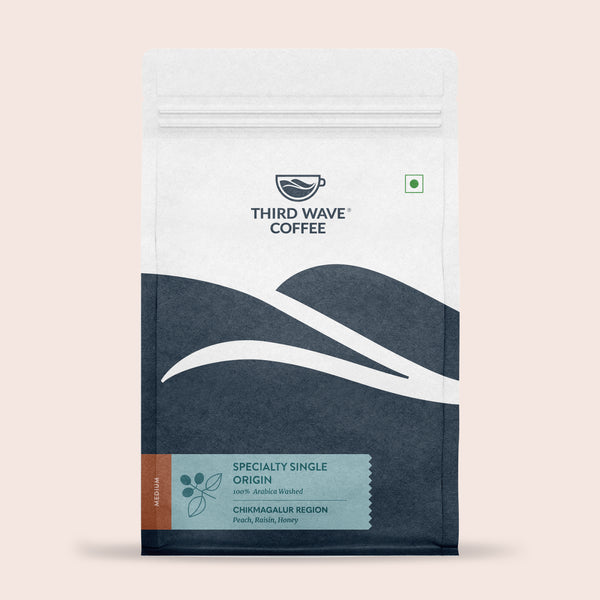 THIRD WAVE®
COFFEE
MEDIUM
SPECIALTY SINGLE
ORIGIN
100% Arabica Washed
CHIKMAGALUR REGION
Peach, Raisin, Honey